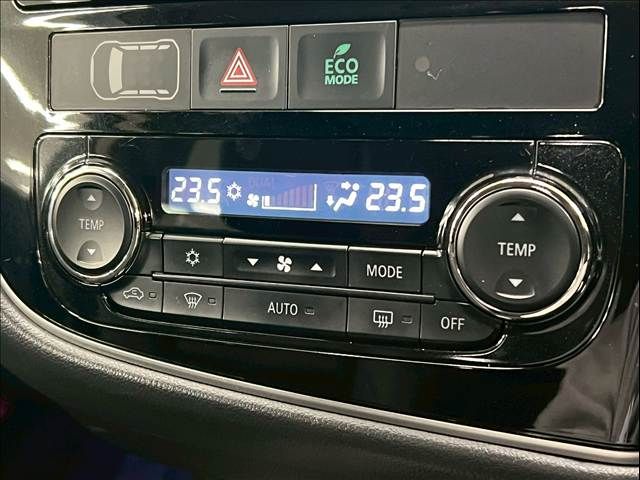 ECO
MODE
23.5 23.5
TEMP
MODE
TEMP
AUTO
OFF